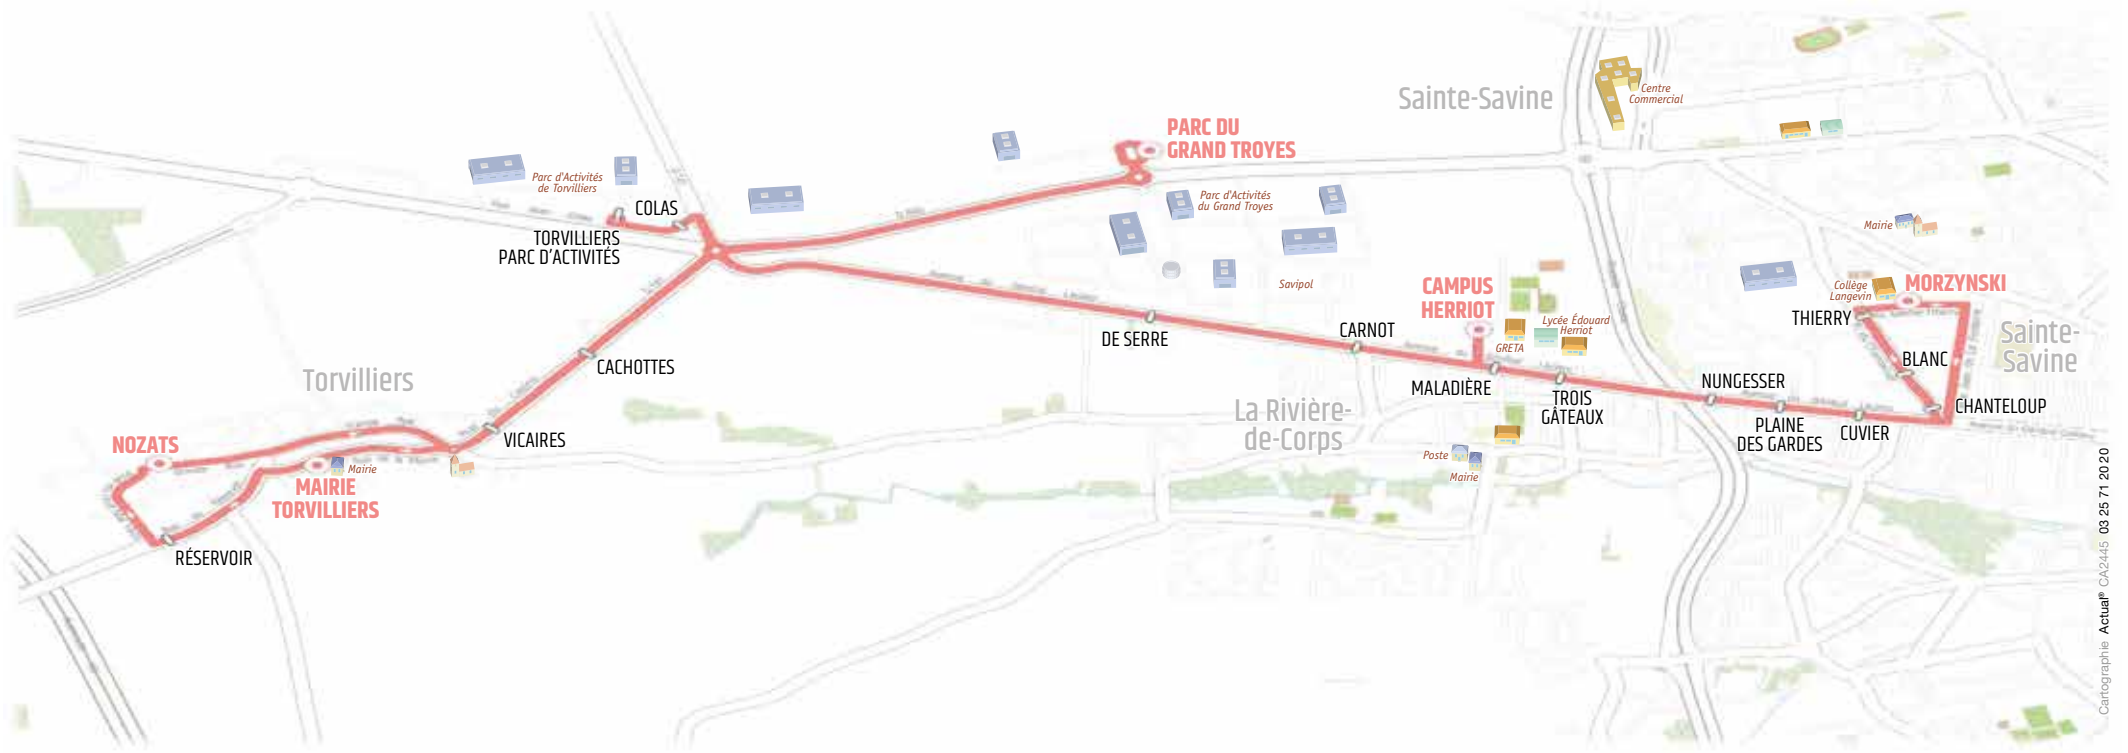 Sainte-Savine
Centre
Commercial
PARC DU
GRAND TROYES
Parc d'Activités
de Torvilliers
COLAS
TORVILLIERS
PARC D'ACTIVITÉS
Parc d'Activités
du Grand Troyes
Savipol
Mairie
CAMPUS
HERRIOT
Collège
Langevin
MORZYNSKI
THIERRY
Sainte-
Savine
BLANC
CARNOT
Lycée Édouard
Herriot
GRETA
DE SERRE
CACHOTTES
Torvilliers
MALADIÈRE
TROIS
GÂTEAUX
NUNGESSER
PLAINE
DES GARDES
CUVIER
CHANTELOUP
La Rivière-
de-Corps
VICAIRES
NOZATS
Mairie
MAIRIE
TORVILLIERS
RÉSERVOIR
Poste
Mairie
Cartographie Actual® CA2445 03 25 71 20 20